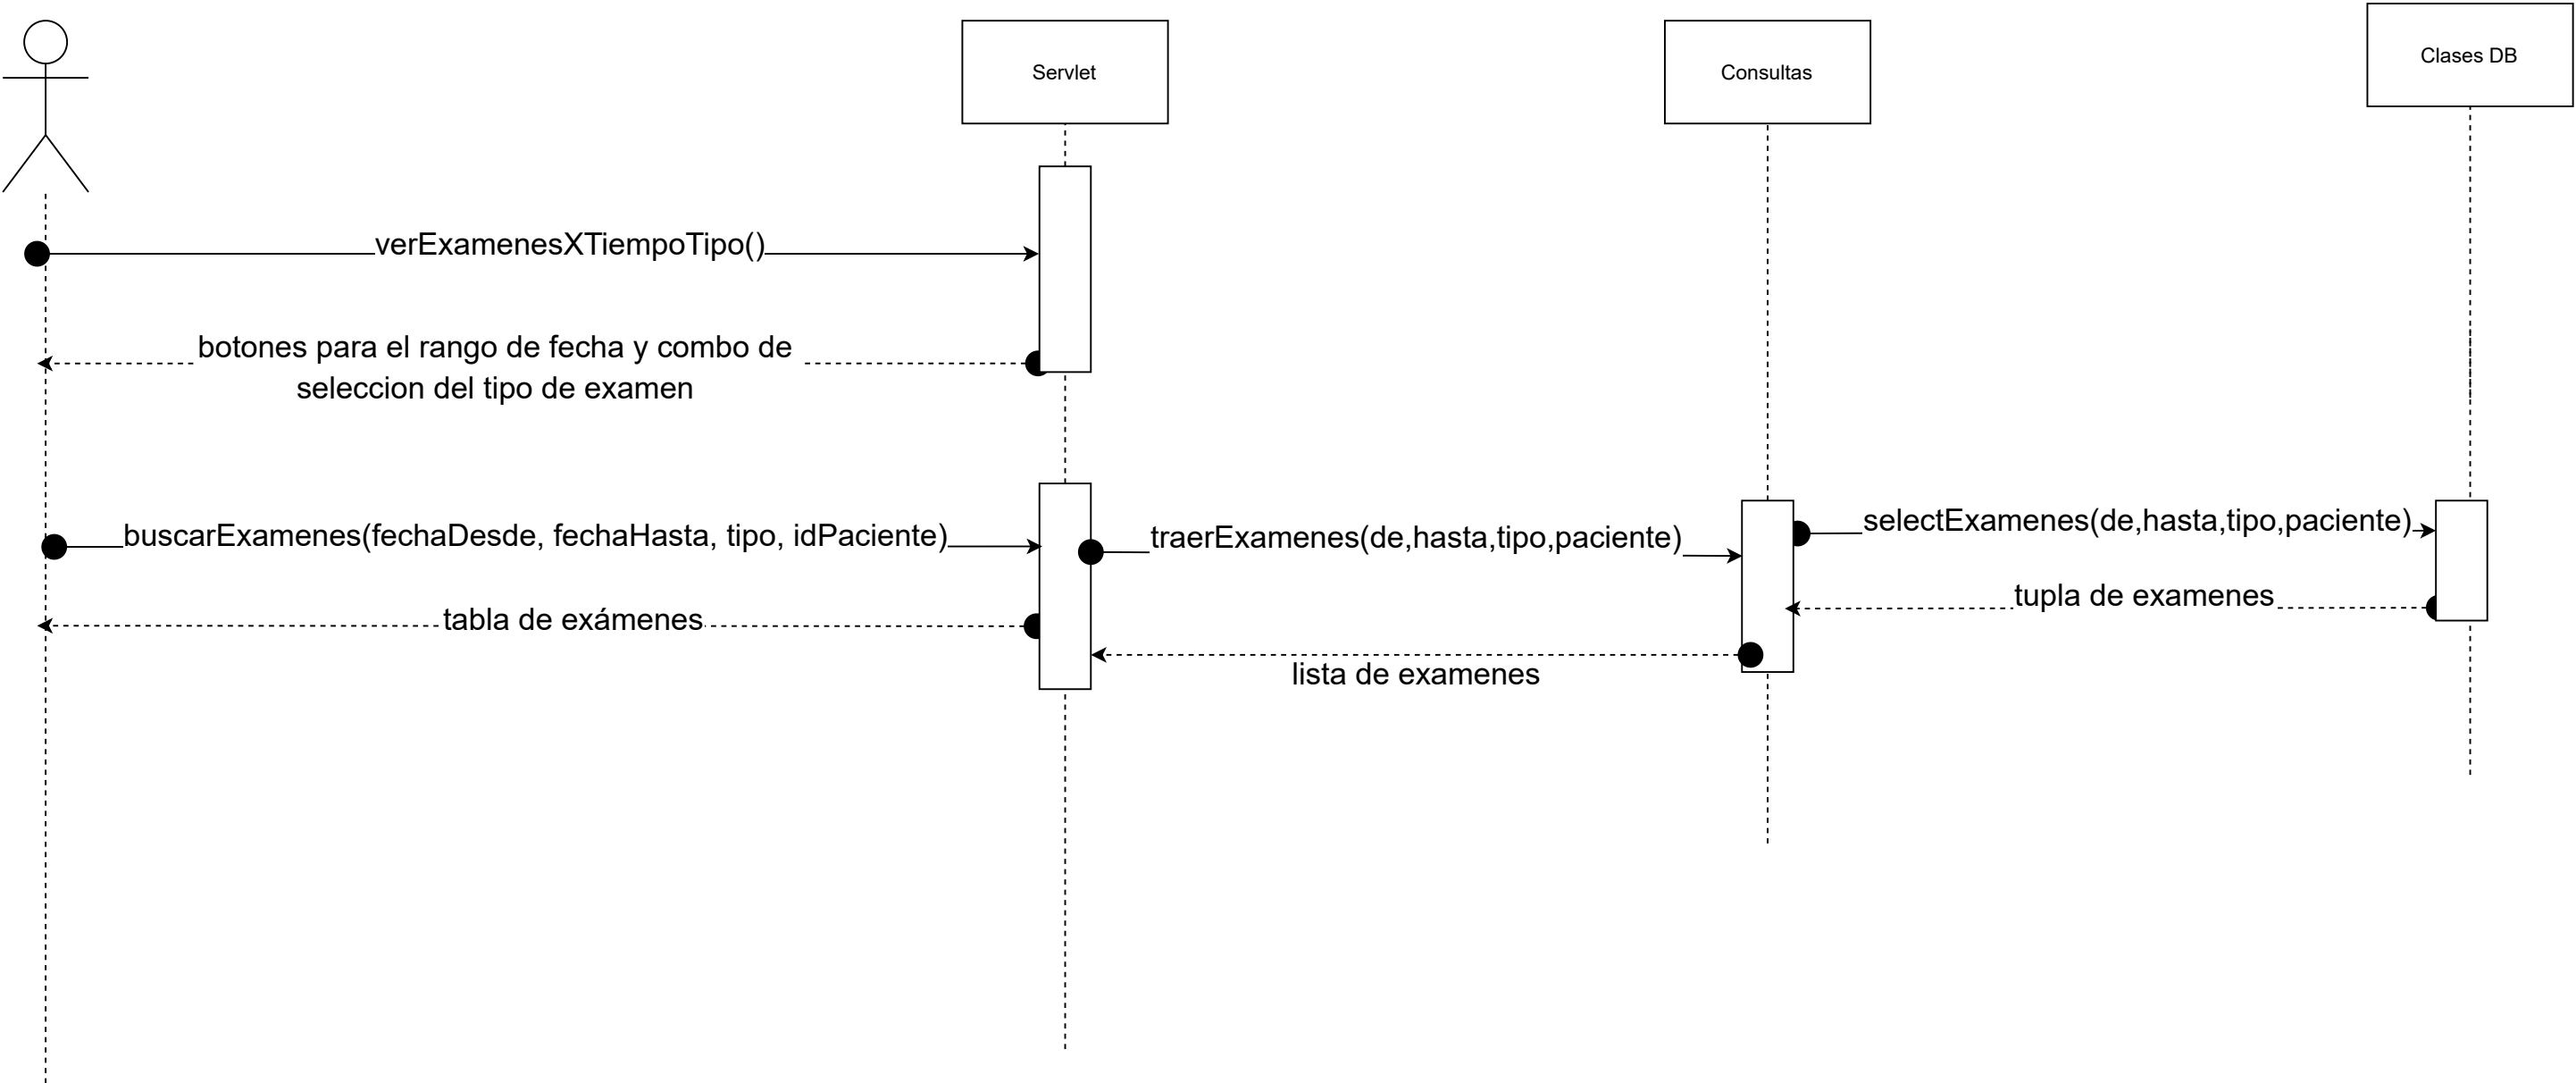 Servlet
Consultas
Clases DB
verExamenesXTiempoTipo()
botones para el rango de fecha y combo de
seleccion del tipo de examen
buscarExamenes(fechaDesde, fechaHasta, tipo, idPaciente)
traerExamenes(de,hasta,tipo,paciente)
selectExamenes(de,hasta,tipo,paciente)
tupla de examenes
tabla de exámenes
lista de examenes